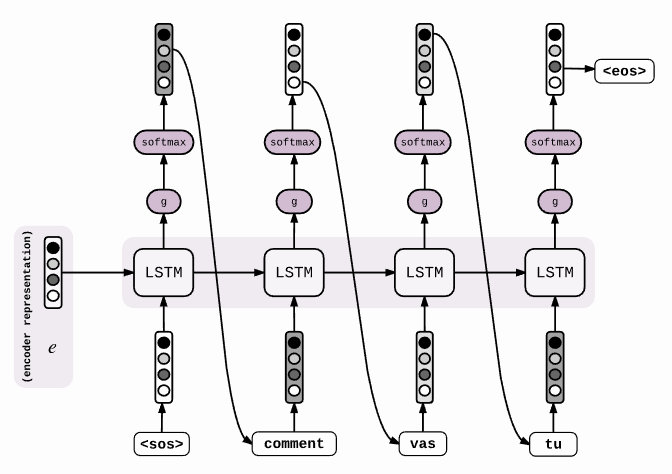 <eos>
softmax softmax softmax softmax
g g g g
(encoder representation)
LSTM LSTM LSTM LSTM
e
<sos> comment vas tu